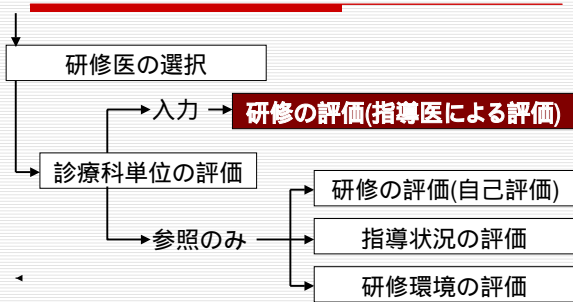 研修医の選択
入力
研修の評価(指導医による評価)
診療科単位の評価
研修の評価(自己評価)
参照のみ
指導状況の評価
研修環境の評価